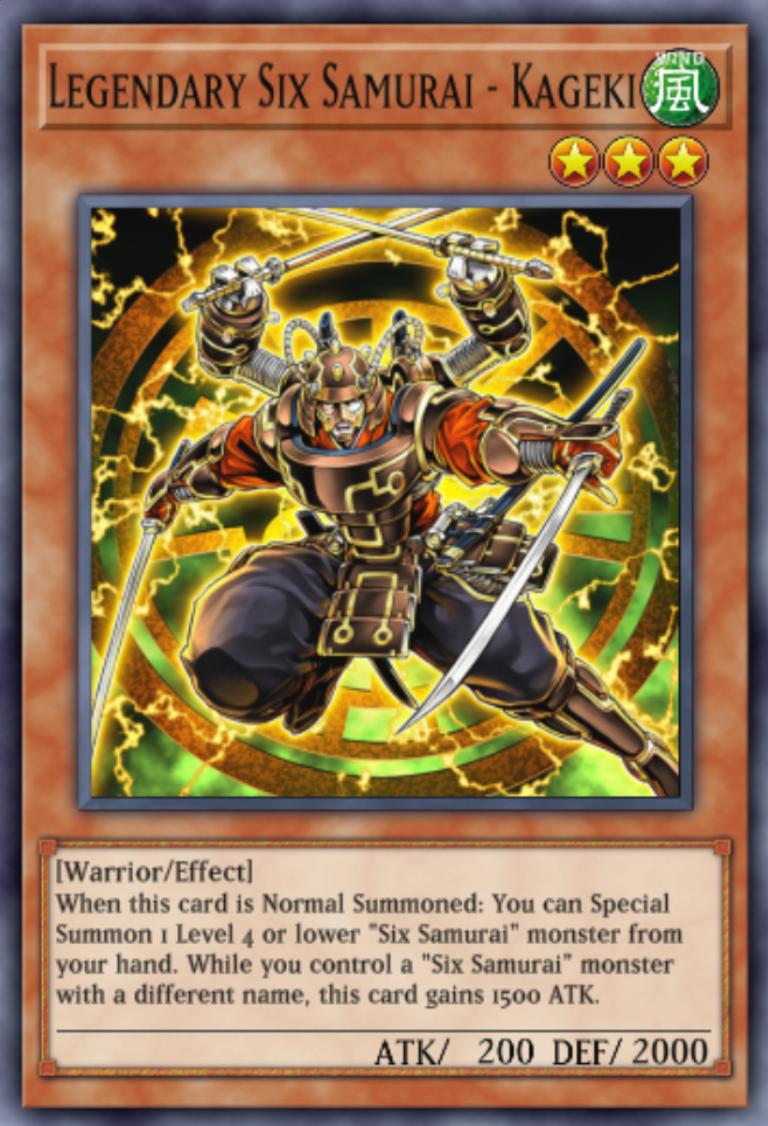 Legendary Six Samurai - Kageki
WIND
風
[Warrior/Effect]
When this card is Normal Summoned: You can Special
Summon 1 Level 4 or lower "Six Samurai" monster from
your hand. While you control a "Six Samurai" monster
with a different name, this card gains 1500 ATK.
ATK/ 200 DEF/ 2000